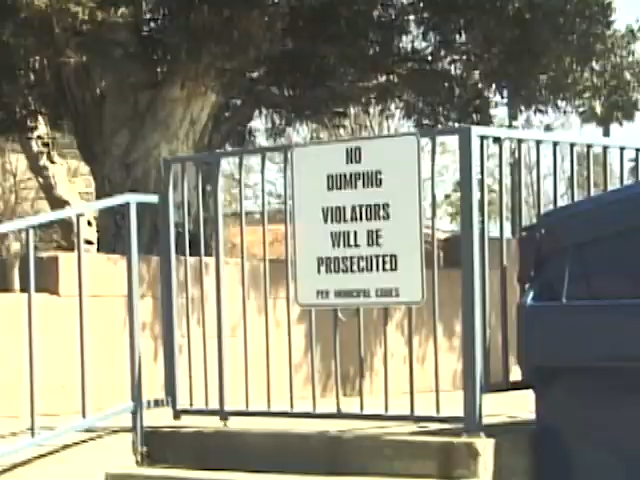 NO
DUMPING
VIOLATORS
WILL BE
PROSECUTED
PER MUNICIPAL CODES